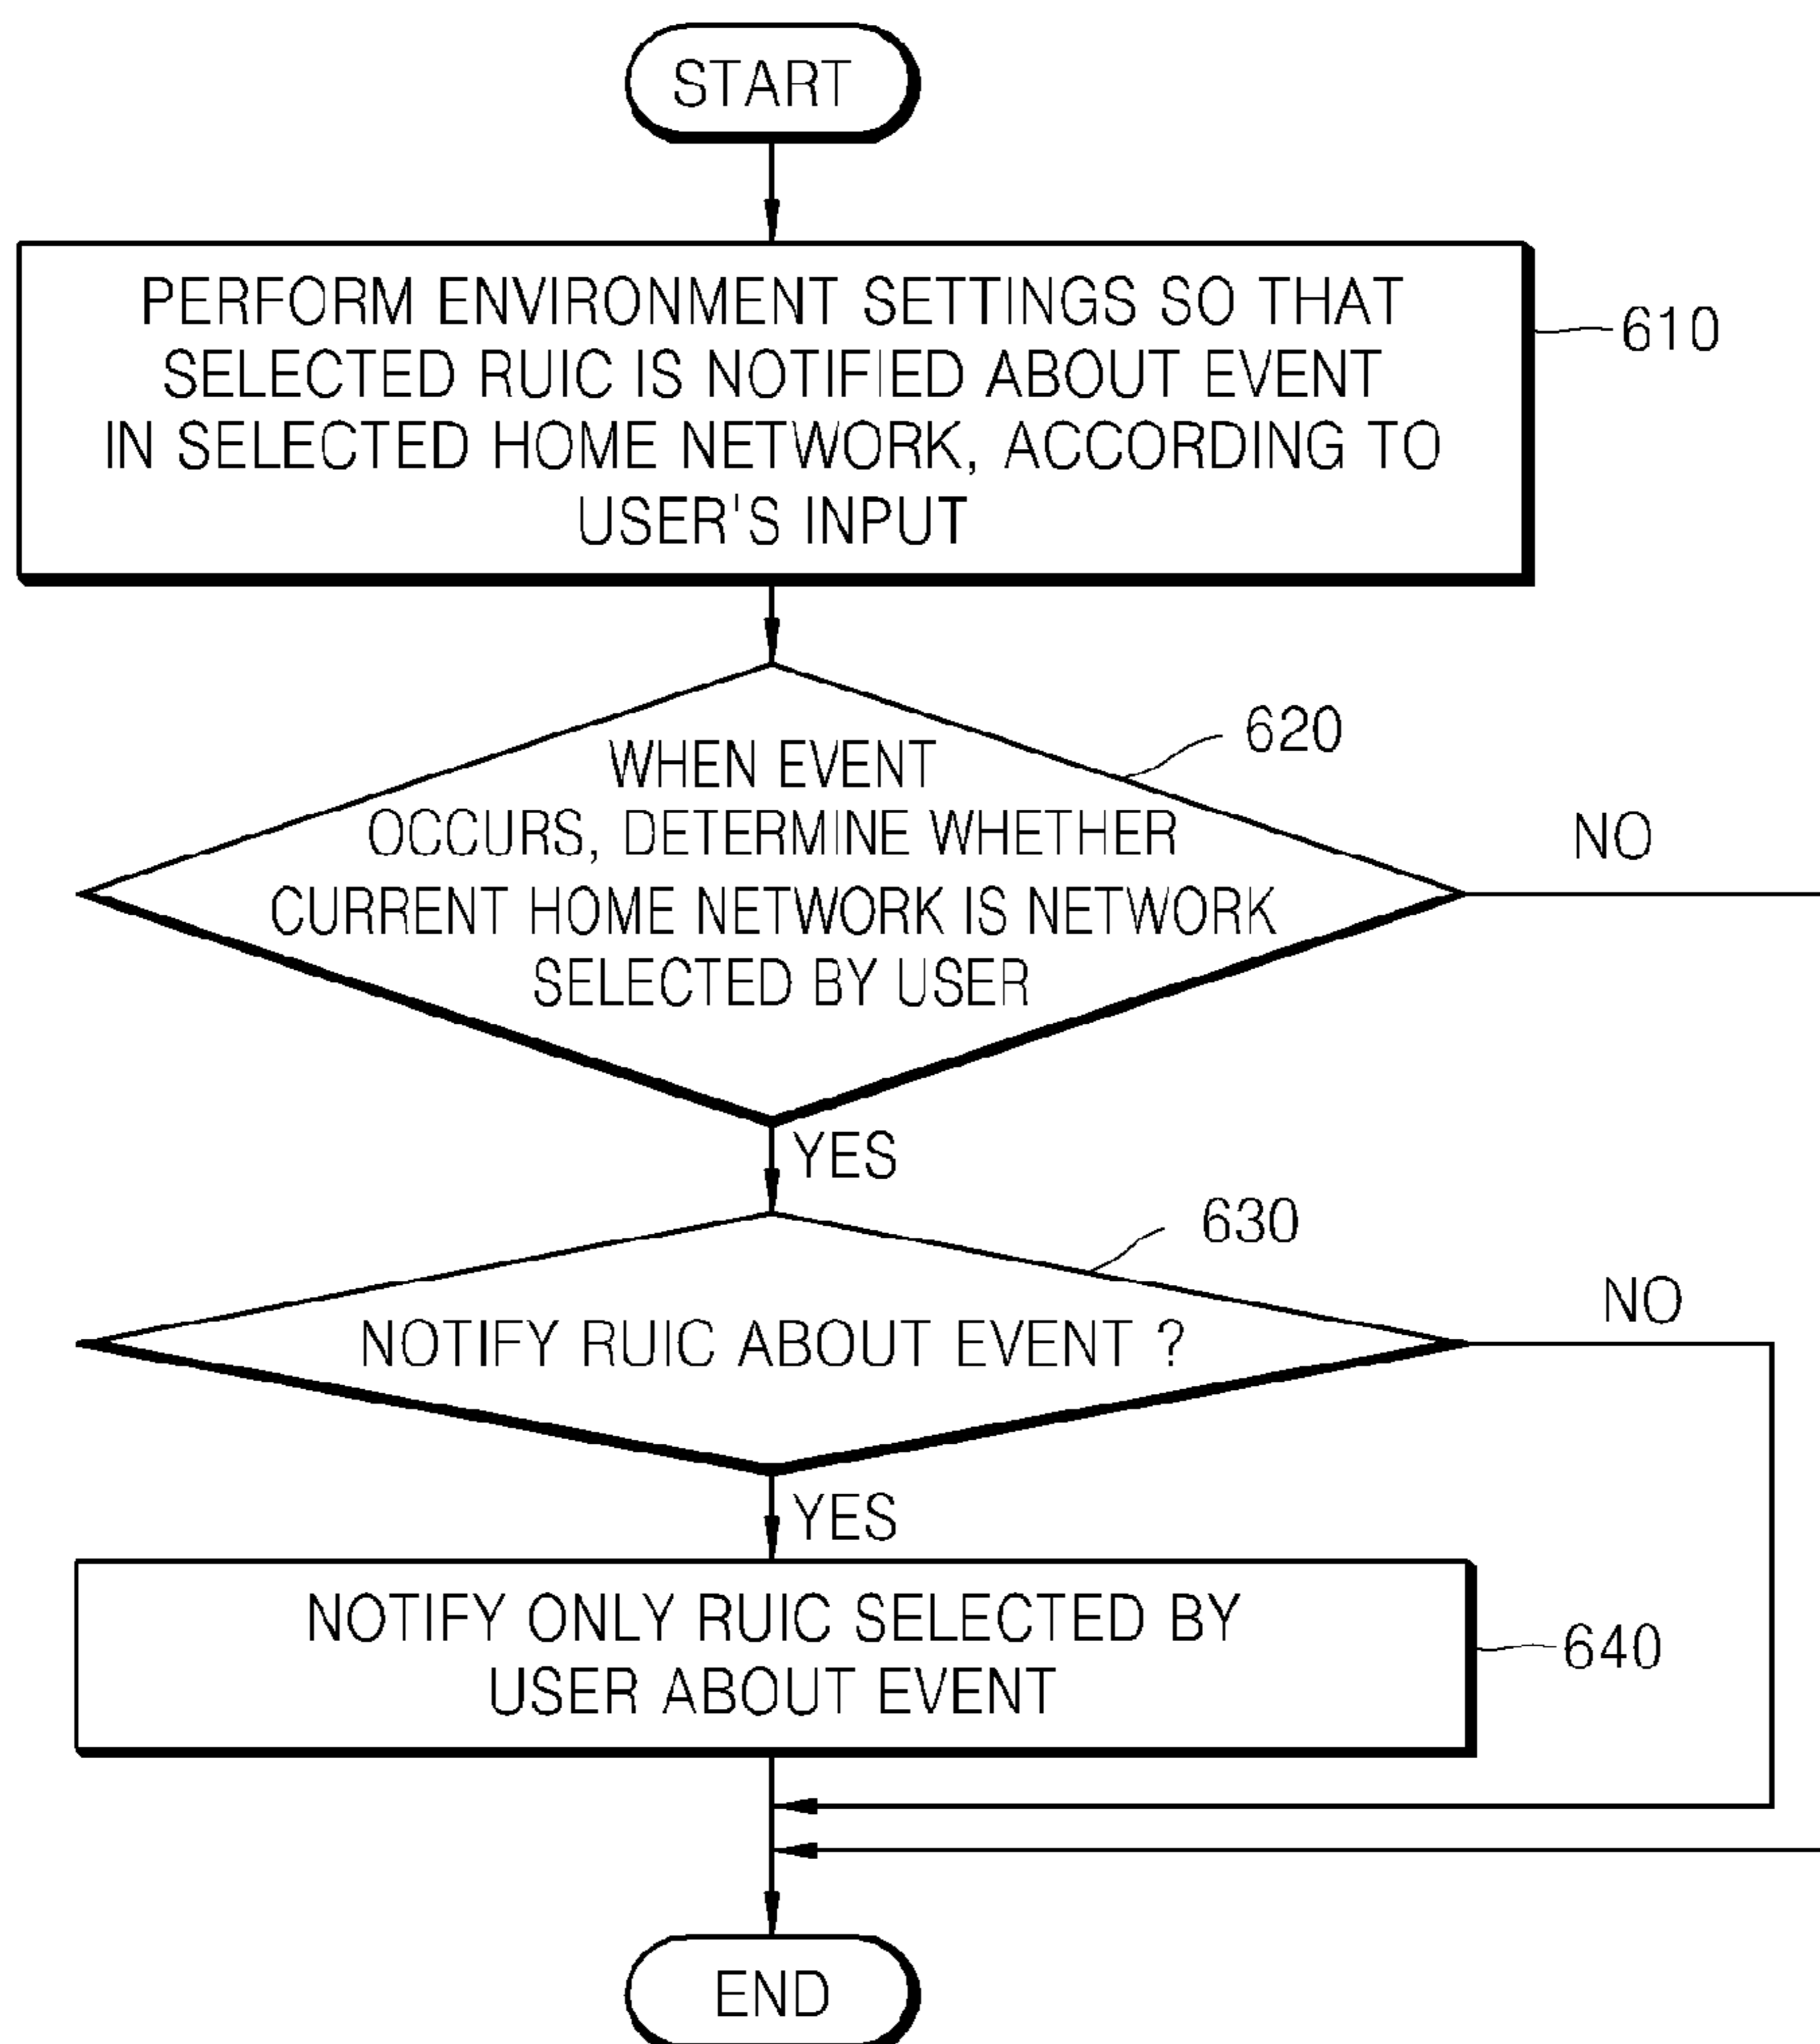 START
PERFORM ENVIRONMENT SETTINGS SO THAT
SELECTED RUIC IS NOTIFIED ABOUT EVENT
IN SELECTED HOME NETWORK, ACCORDING TO
USER'S INPUT
610
WHEN EVENT
OCCURS, DETERMINE WHETHER
CURRENT HOME NETWORK IS NETWORK
SELECTED BY USER
620
NO
YES
630
NOTIFY RUIC ABOUT EVENT ?
NO
YES
NOTIFY ONLY RUIC SELECTED BY
USER ABOUT EVENT
640
END